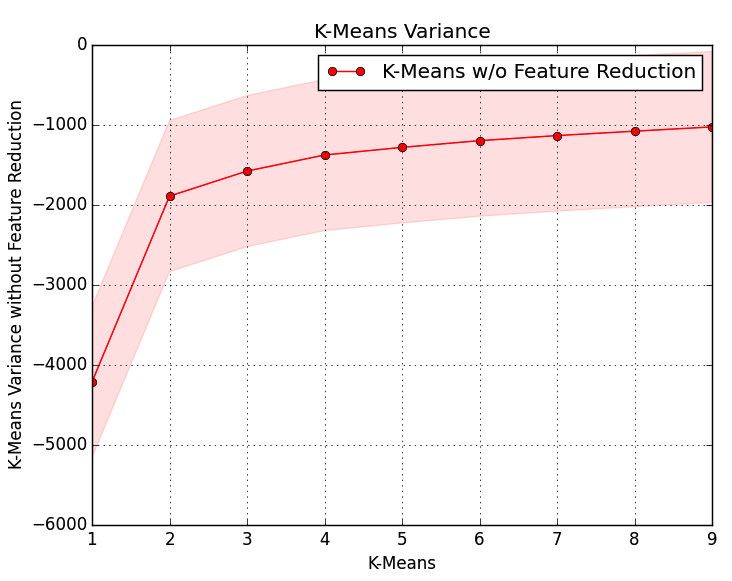 K-Means Variance
K-Means w/o Feature Reduction
K-Means Variance without Feature Reduction
0
−1000
−2000
−3000
−4000
−5000
−6000
1 2 3 4 5 6 7 8 9
K-Means